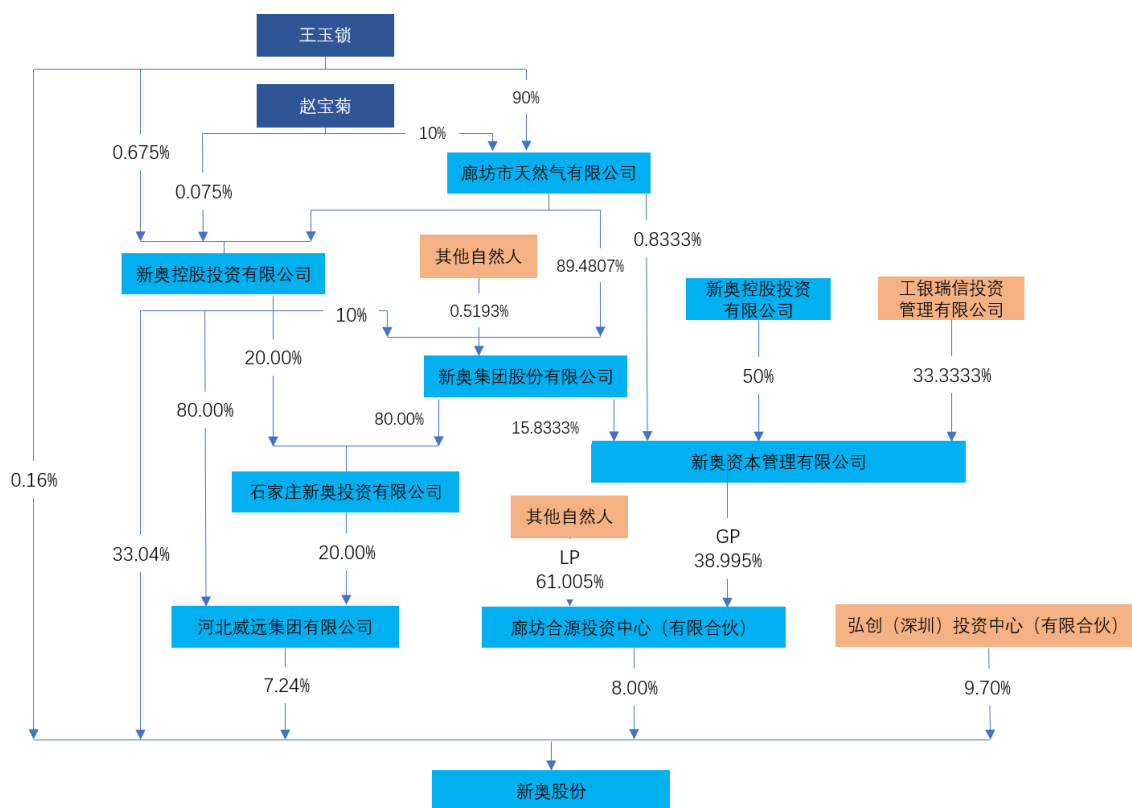 王玉锁
赵宝菊
90%
10%
0.675%
0.075%
廊坊市天然气有限公司
0.8333%
其他自然人
89.4807%
新奥控股投资有限公司
新奥控股投资
有限公司
工银瑞信投资
管理有限公司
10%
0.5193%
20.00%
新奥集团股份有限公司
50%
33.3333%
80.00%
80.00%
15.8333%
新奥资本管理有限公司
0.16%
石家庄新奥投资有限公司
其他自然人
33.04%
20.00%
LP
61.005%
GP
38.995%
河北威远集团有限公司
廊坊合源投资中心（有限合伙）
弘创（深圳）投资中心（有限合伙）
7.24%
8.00%
9.70%
新奥股份